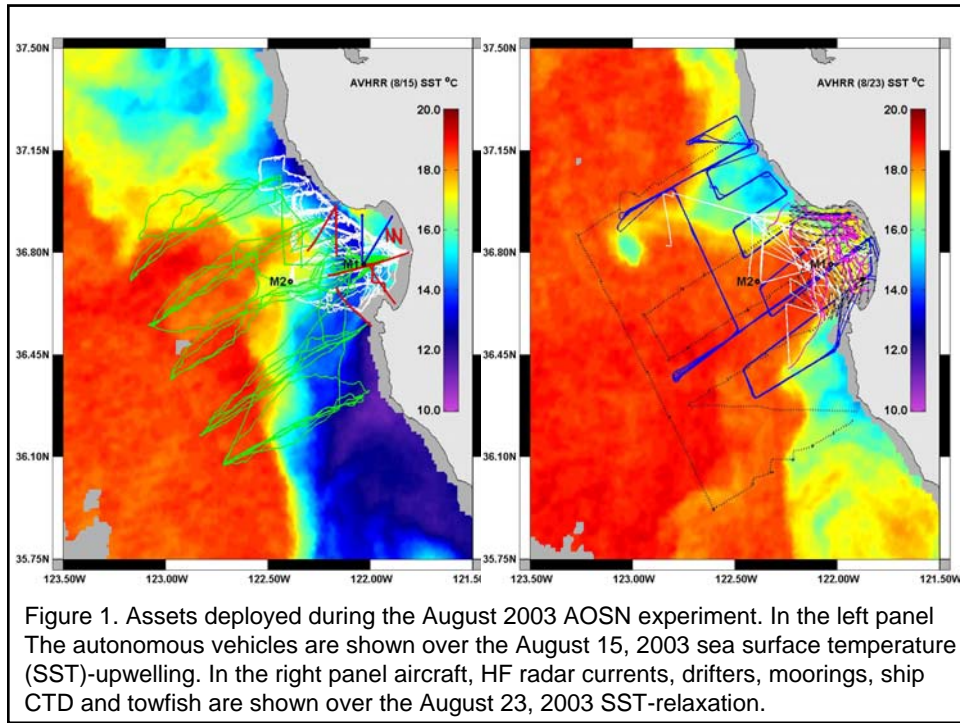 37.50N
37.15N
36.80N
36.45N
36.10N
35.75N
123.50W 123.00W 122.50W 122.00W 121.50
AVHRR (8/15) SST °C
20.0
18.0
16.0
14.0
12.0
10.0
M2
M1
37.50N
37.15N
36.80N
36.45N
36.10N
35.75N
123.50W 123.00W 122.50W 122.00W 121.50W
AVHRR (8/23) SST °C
20.0
18.0
16.0
14.0
12.0
10.0
M2
M1
Figure 1. Assets deployed during the August 2003 AOSN experiment. In the left panel
The autonomous vehicles are shown over the August 15, 2003 sea surface temperature
(SST)-upwelling. In the right panel aircraft, HF radar currents, drifters, moorings, ship
CTD and towfish are shown over the August 23, 2003 SST-relaxation.